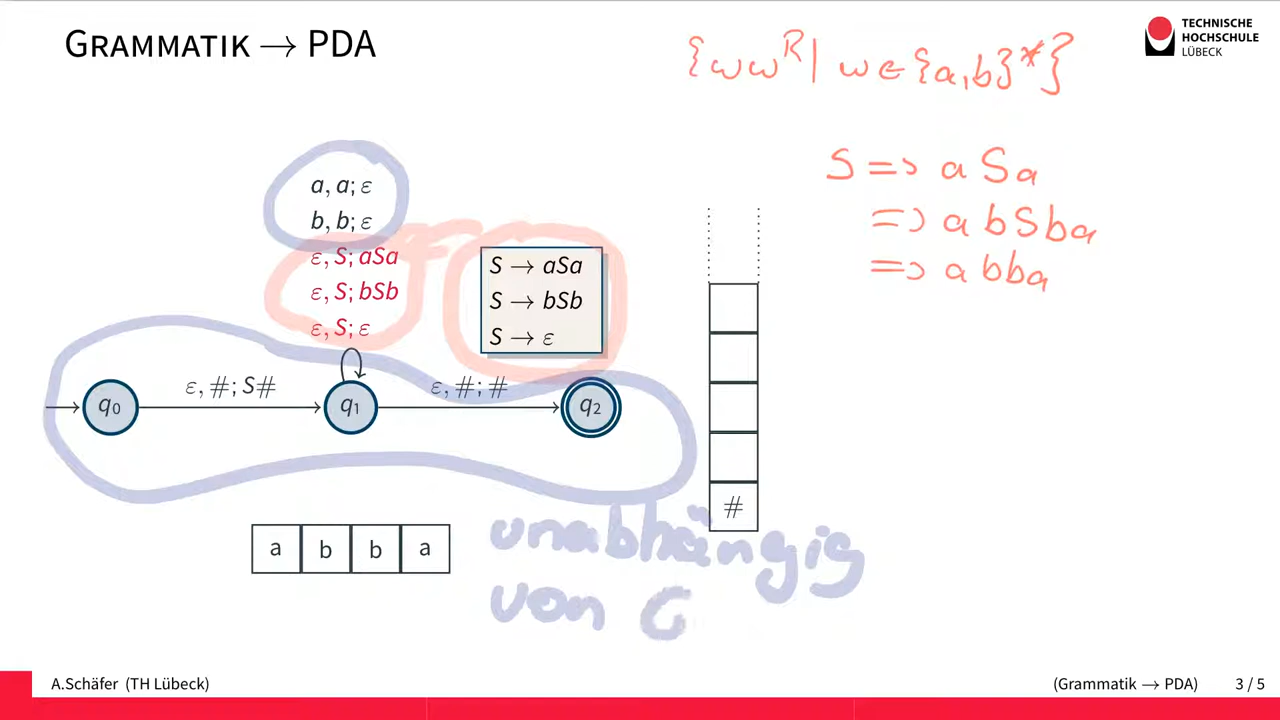 GRAMMATIK → PDA
{ww^R | w ∈ {a,b}*}
TECHNISCHE
HOCHSCHULE
LÜBECK
S => aSa
=> abSba
=> abba
a, a; ε
b, b; ε
ε, S; aSa
ε, S; bSb
ε, S; ε
S → aSa
S → bSb
S → ε
ε, #; S#
ε, #; #
q0
q1
q2
#
a b b a
unabhängig
von G
A.Schäfer (TH Lübeck)
(Grammatik → PDA)
3 / 5